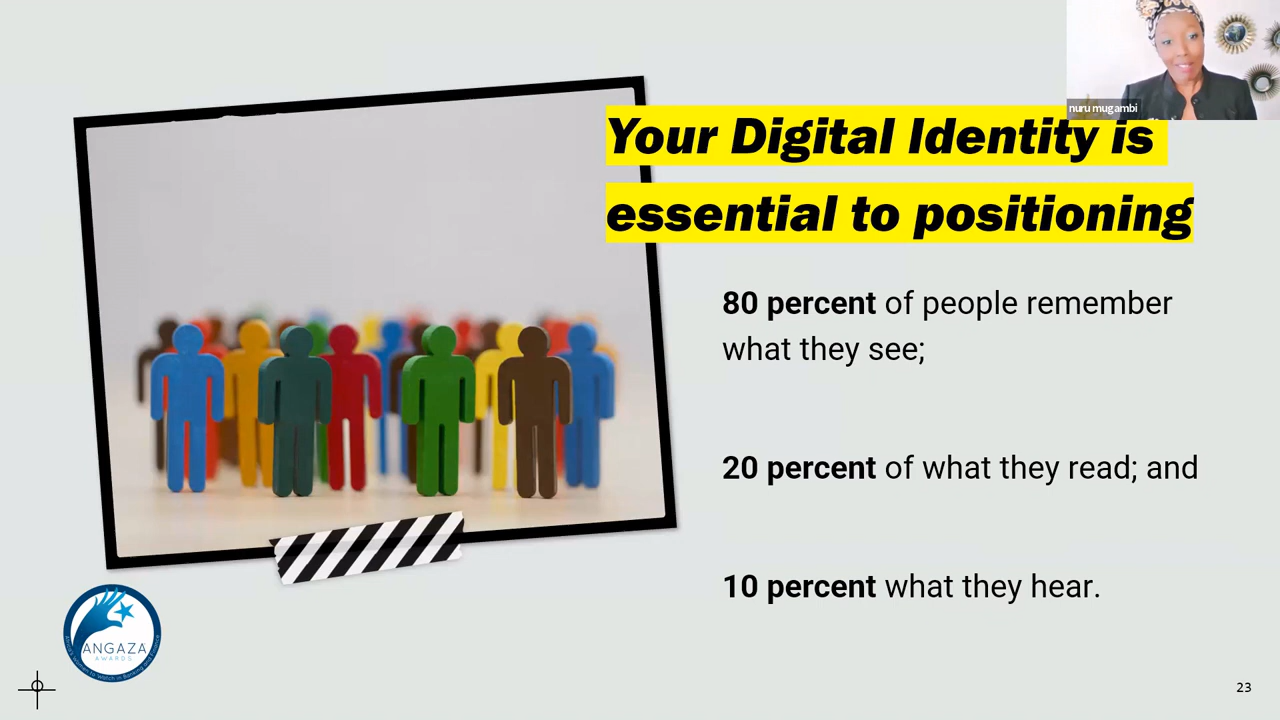 nuru mugambi
Your Digital Identity is
essential to positioning
80 percent of people remember
what they see;
20 percent of what they read; and
10 percent what they hear.
ANGAZA
AWARDS
23